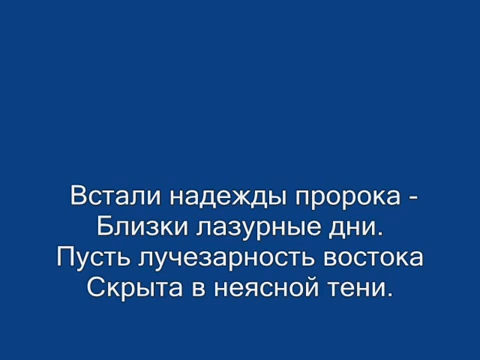 Встали надежды пророка -
Близки лазурные дни.
Пусть лучезарность востока
Скрыта в неясной тени.